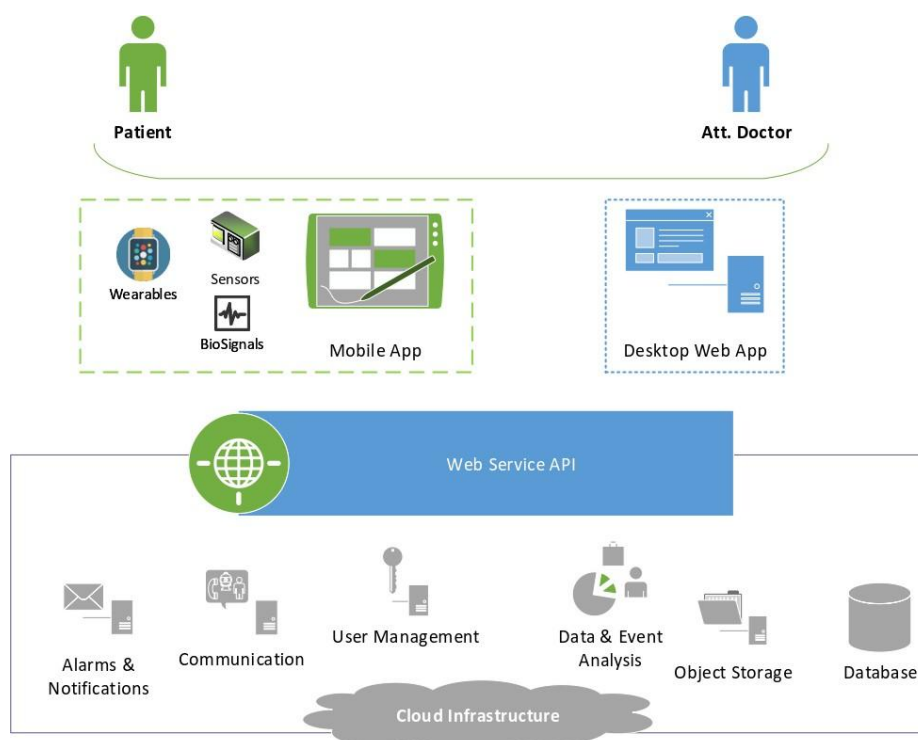 Patient
Att. Doctor
Wearables
Sensors
BioSignals
Mobile App
Desktop Web App
Web Service API
Alarms &
Notifications
Communication
User Management
Data & Event
Analysis
Object Storage
Database
Cloud Infrastructure